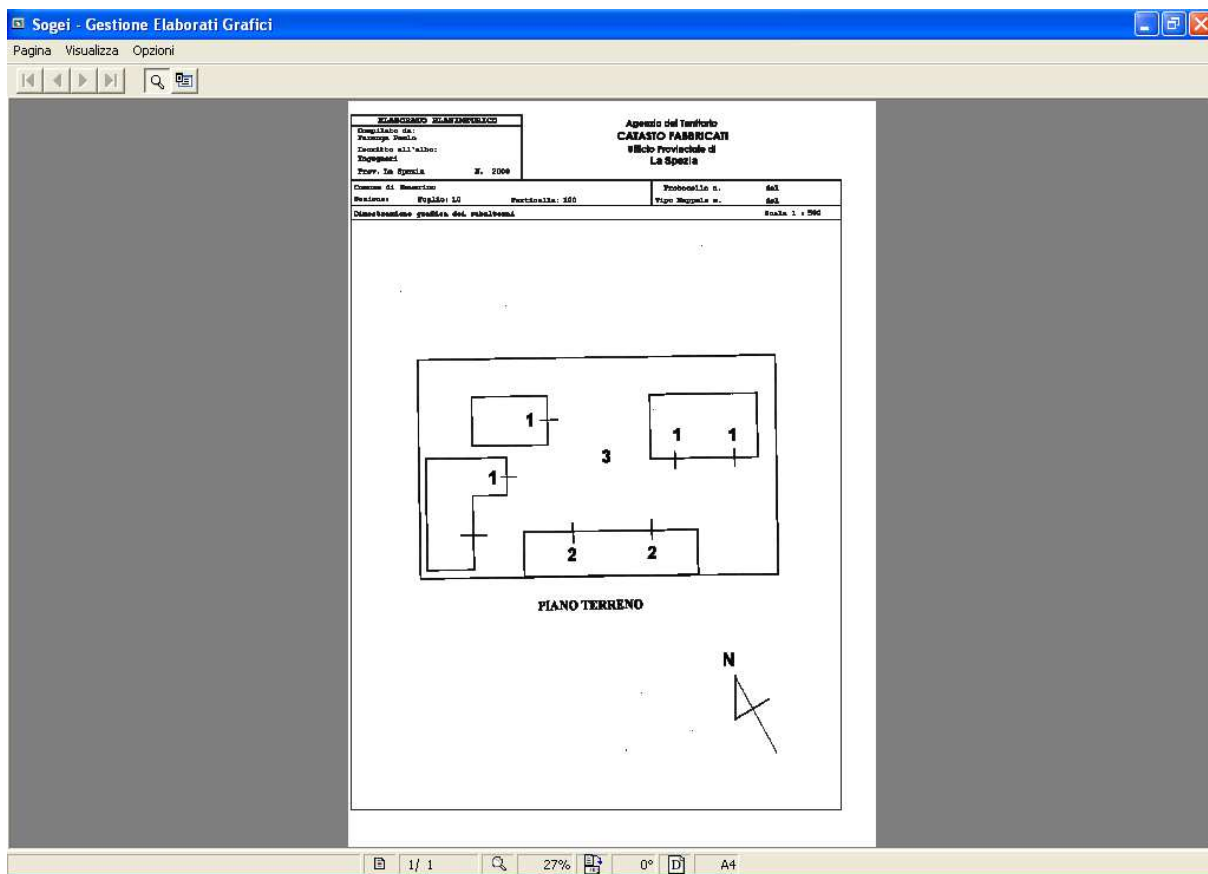 Sogei - Gestione Elaborati Grafici
Pagina Visualizza Opzioni
ELABORATO PLANIMETRICO
Compilato da:
Paolo
Iscritto all'albo:
Ingegneri
Prov. La Spezia N. 2000
Agenzia del Territorio
CATASTO FABBRICATI
Ufficio Provinciale di
La Spezia
Comune di
Sezione: Foglio: 10 Particella: 100
Protocollo n. del
Tipo Mappale n. del
Dimostrazione grafica dei subalterni Scala 1 : 500
1
1 1
3
1
2 2
PIANO TERRENO
N
1/ 1 27% 0° D A4